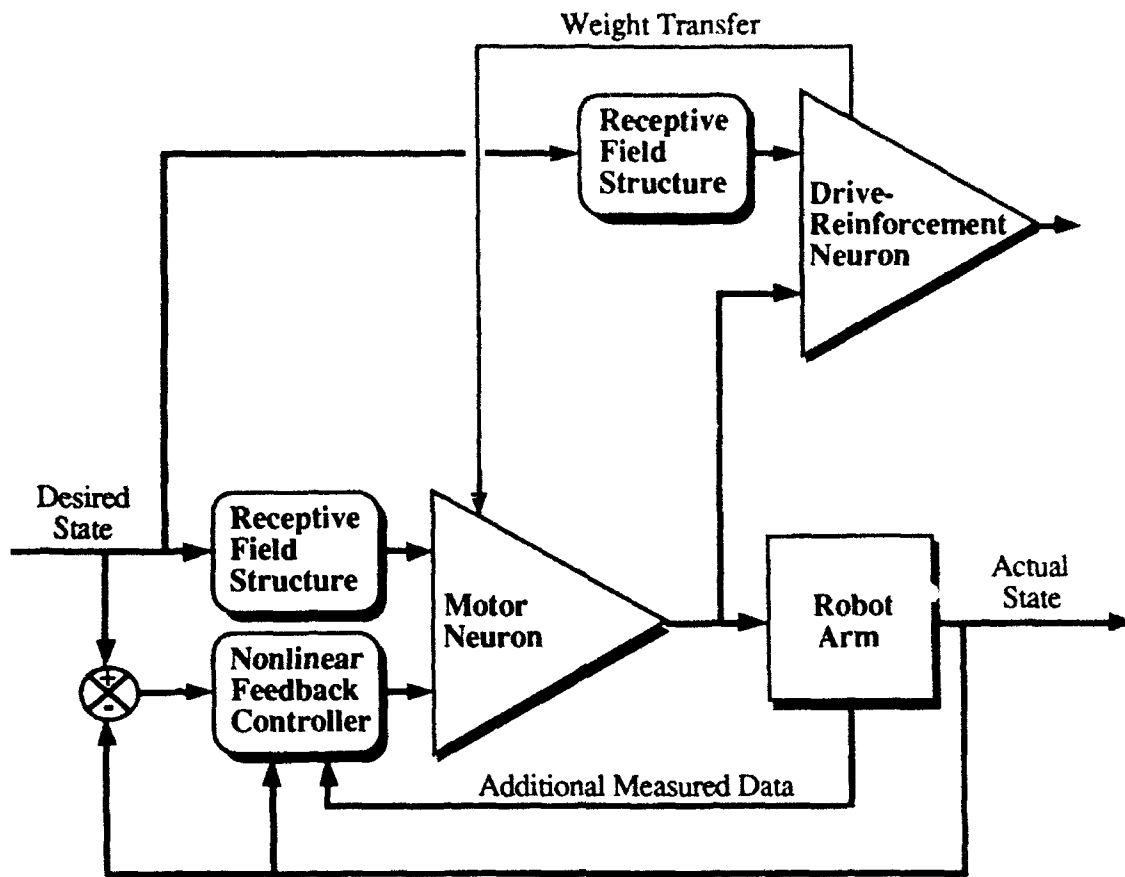 Weight Transfer
Receptive
Field
Structure
Drive-
Reinforcement
Neuron
Desired
State
Receptive
Field
Structure
Motor
Neuron
Robot
Arm
Actual
State
+
-
Nonlinear
Feedback
Controller
Additional Measured Data